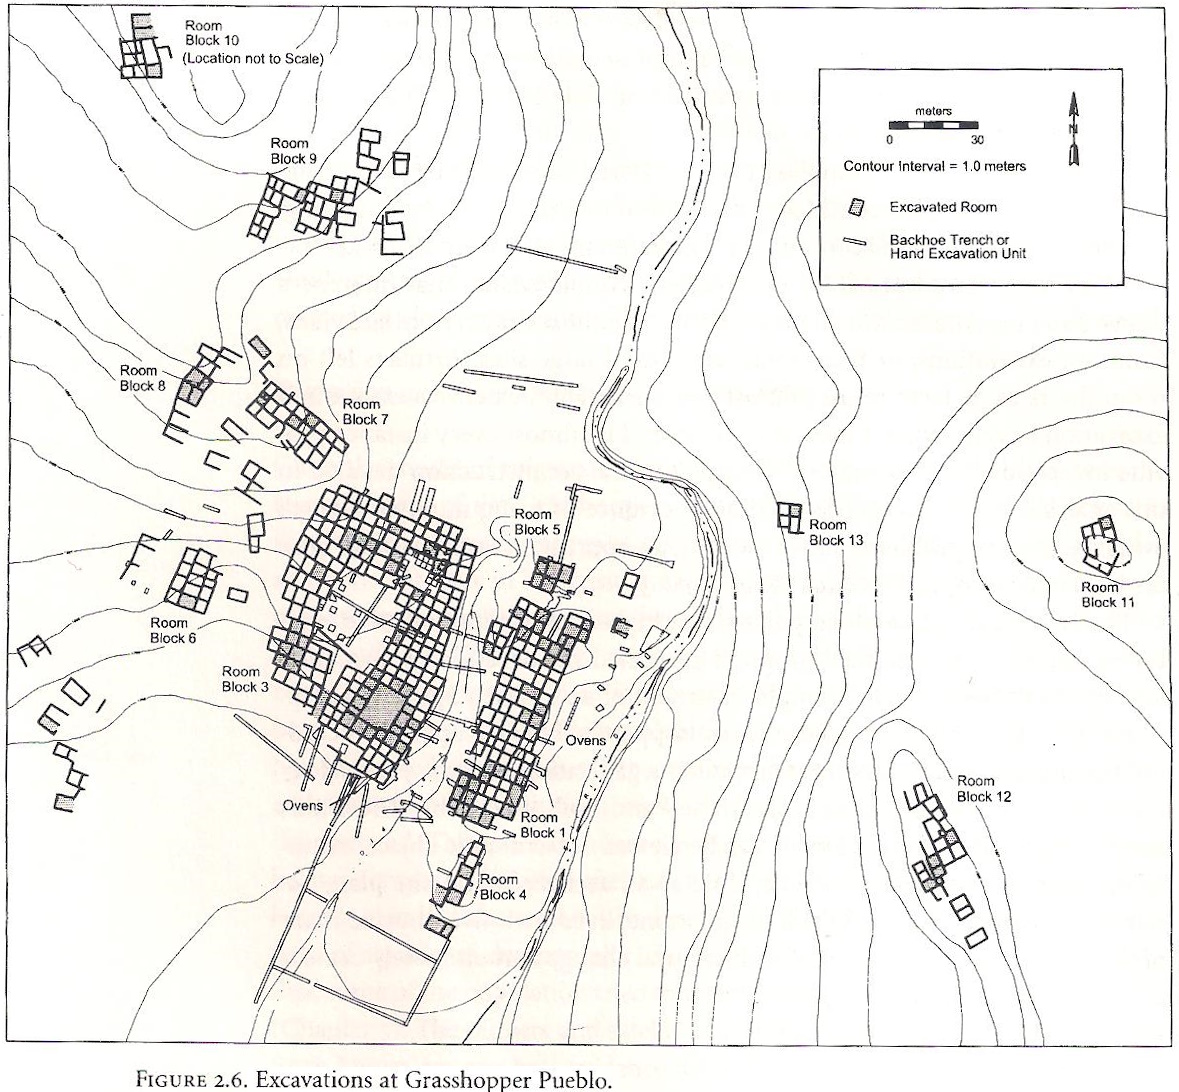 Room
Block 10
(Location not to Scale)
Room
Block 9
meters
0 30
N
Contour Interval = 1.0 meters
Excavated Room
Backhoe Trench or
Hand Excavation Unit
Room
Block 8
Room
Block 7
Room
Block 5
Room
Block 13
Room
Block 11
Room
Block 6
Room
Block 3
Ovens
Ovens
Room
Block 12
Room
Block 1
Room
Block 4
FIGURE 2.6. Excavations at Grasshopper Pueblo.